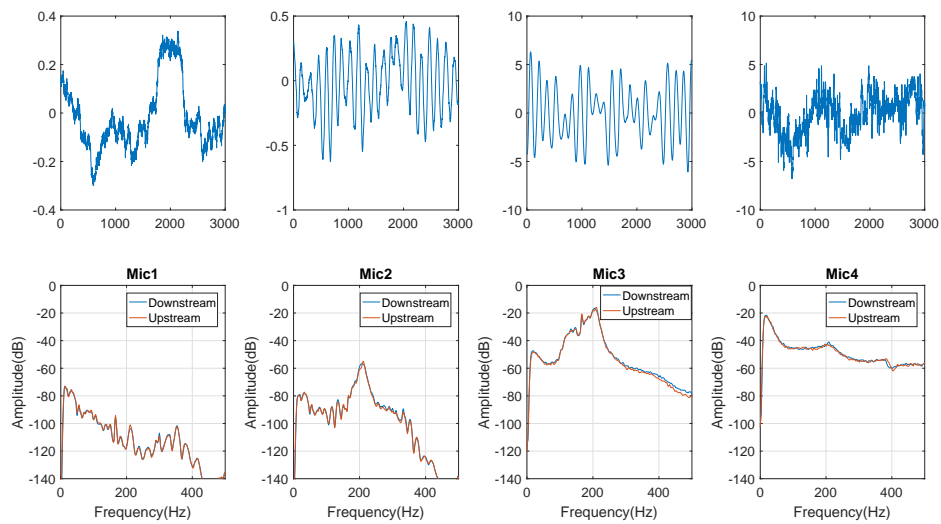 0.4
0.2
0
-0.2
-0.4
0 1000 2000 3000
0.5
0
-0.5
-1
0 1000 2000 3000
10
5
0
-5
-10
0 1000 2000 3000
10
5
0
-5
-10
0 1000 2000 3000
Mic1
Downstream
Upstream
0
-20
-40
-60
-80
-100
-120
-140
Amplitude(dB)
0 200 400
Frequency(Hz)
Mic2
Downstream
Upstream
0
-20
-40
-60
-80
-100
-120
-140
Amplitude(dB)
0 200 400
Frequency(Hz)
Mic3
Downstream
Upstream
0
-20
-40
-60
-80
-100
-120
-140
Amplitude(dB)
0 200 400
Frequency(Hz)
Mic4
Downstream
Upstream
0
-20
-40
-60
-80
-100
-120
-140
Amplitude(dB)
0 200 400
Frequency(Hz)